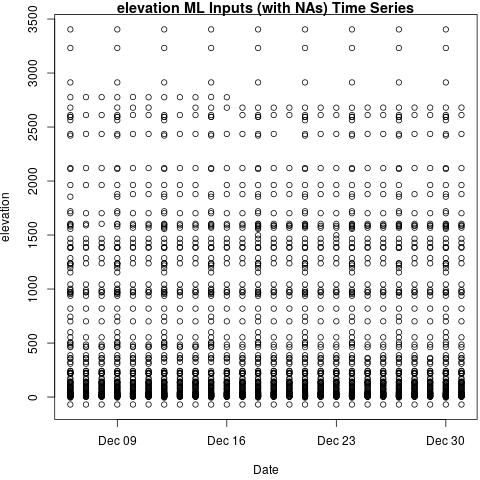 elevation ML Inputs (with NAs) Time Series
3500
3000
2500
2000
1500
1000
500
0
elevation
Dec 09 Dec 16 Dec 23 Dec 30
Date